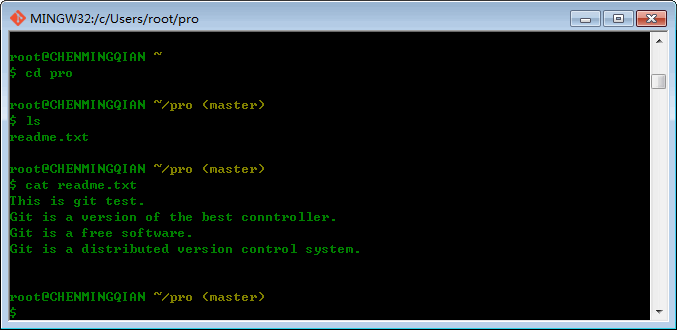 MINGW32:/c/Users/root/pro
root@CHENMINGQIAN ~
$ cd pro
root@CHENMINGQIAN ~/pro (master)
$ ls
readme.txt
root@CHENMINGQIAN ~/pro (master)
$ cat readme.txt
This is git test.
Git is a version of the best conntroller.
Git is a free software.
Git is a distributed version control system.
root@CHENMINGQIAN ~/pro (master)
$